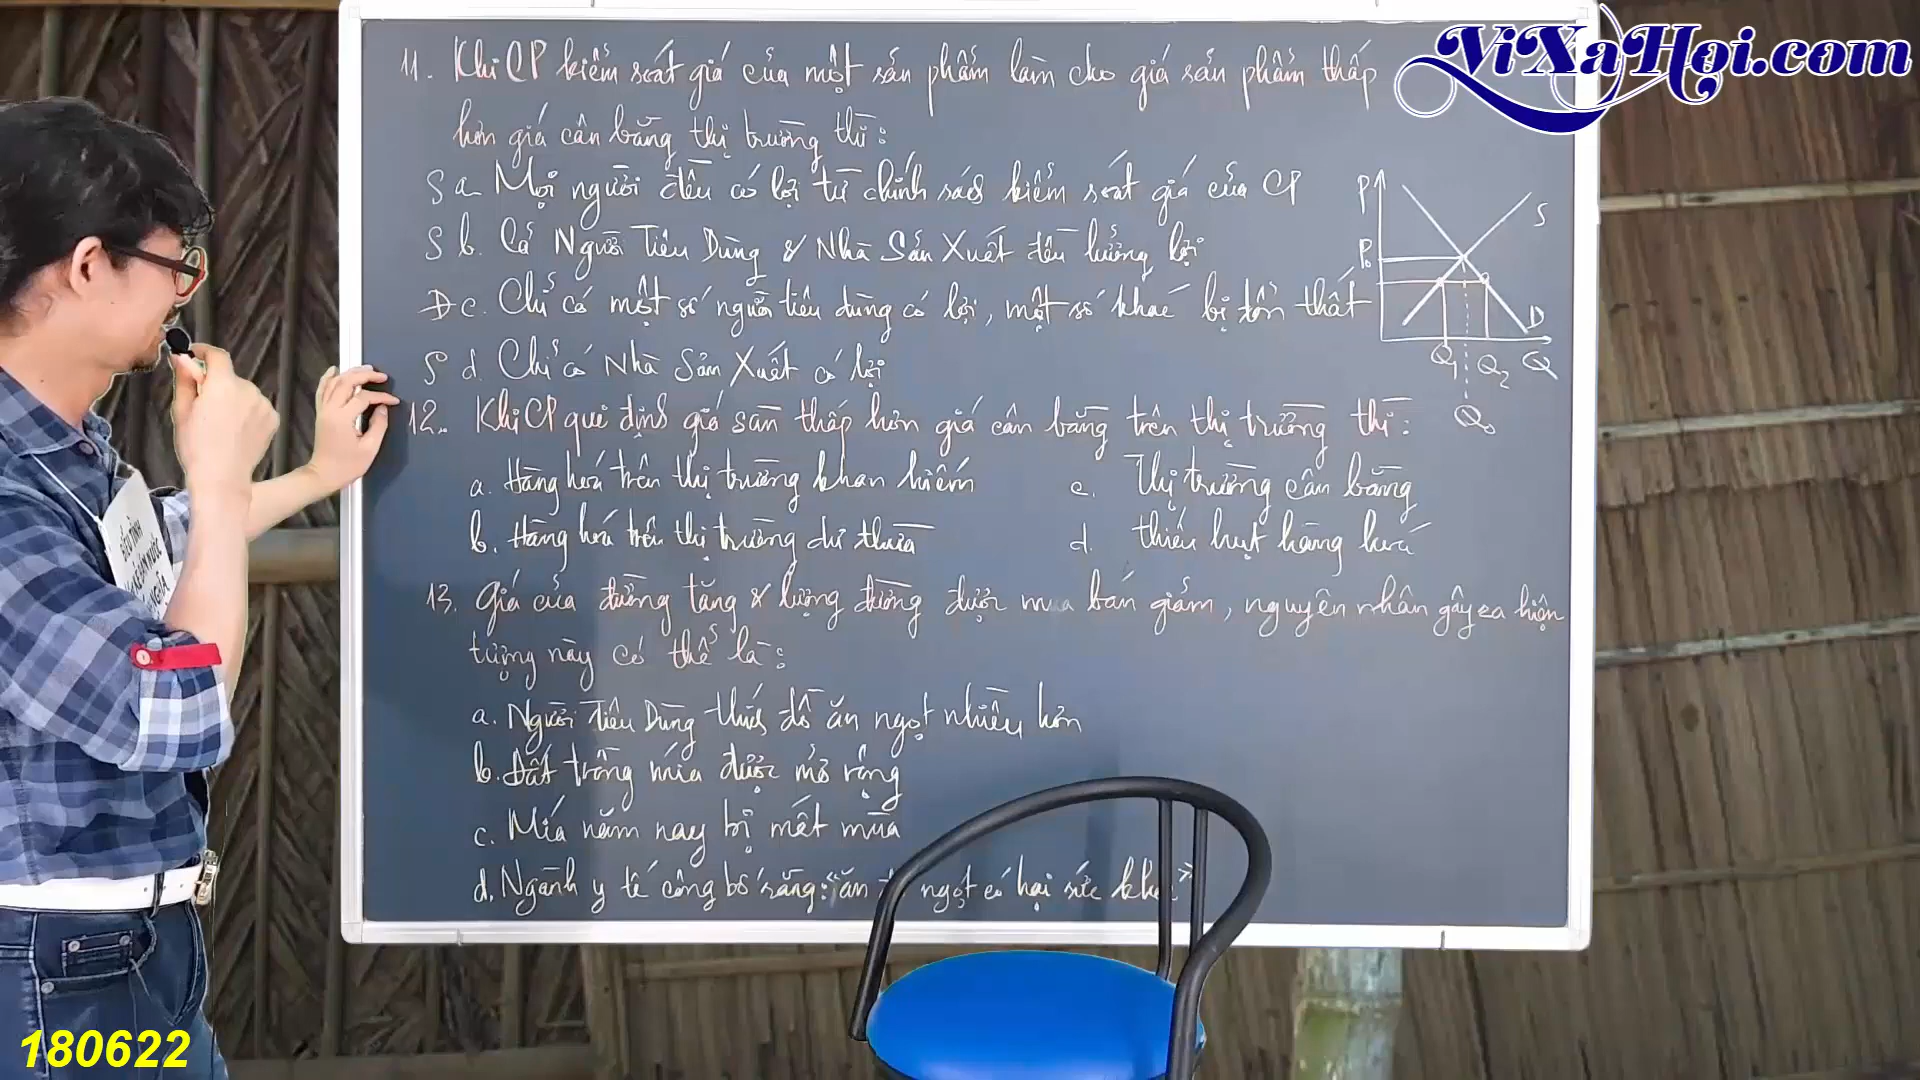 ViXaHoi.com
11. Khi CP kiểm soát giá của một sản phẩm làm cho giá sản phẩm thấp
hơn giá cân bằng thị trường thì:
S a. Mọi người đều có lợi từ chính sách kiểm soát giá của CP
S b. Cả Người Tiêu Dùng & Nhà Sản Xuất đều hưởng lợi
Đ c. Chỉ có một số người tiêu dùng có lợi, một số khác bị tổn thất
S d. Chỉ có Nhà Sản Xuất có lợi
P
S
P₀
D
Q₁ Q₂ Q
Q₀
12. Khi CP qui định giá sàn thấp hơn giá cân bằng trên thị trường thì:
a. Hàng hoá trên thị trường khan hiếm
c. Thị trường cân bằng
b. Hàng hoá trên thị trường dư thừa
d. thiếu hụt hàng hoá
13. Giá của đường tăng & lượng đường được mua bán giảm, nguyên nhân gây ra hiện
tượng này có thể là:
a. Người Tiêu Dùng thích đồ ăn ngọt nhiều hơn
b. Đất trồng mía được mở rộng
c. Mía năm nay bị mất mùa
d. Ngành y tế công bố rằng: "ăn ngọt có hại sức khoẻ"
180622